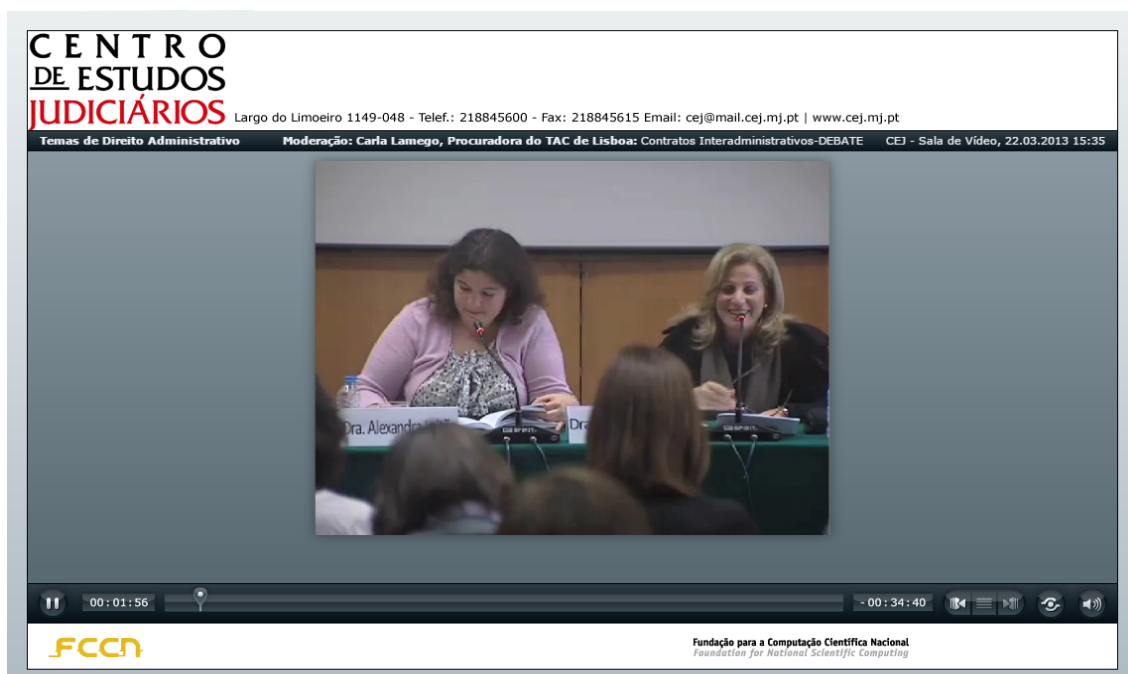 CENTRO
DE ESTUDOS
JUDICIÁRIOS
Largo do Limoeiro 1149-048 - Telef.: 218845600 - Fax: 218845615 Email: cej@mail.cej.mj.pt | www.cej.mj.pt
Temas de Direito Administrativo Moderação: Carla Lamego, Procuradora do TAC de Lisboa: Contratos Interadministrativos-DEBATE CEJ - Sala de Vídeo, 22.03.2013 15:35
Dra. Alexandra
Dra
00:01:56 -00:34:40
FCCN
Fundação para a Computação Científica Nacional
Foundation for National Scientific Computing